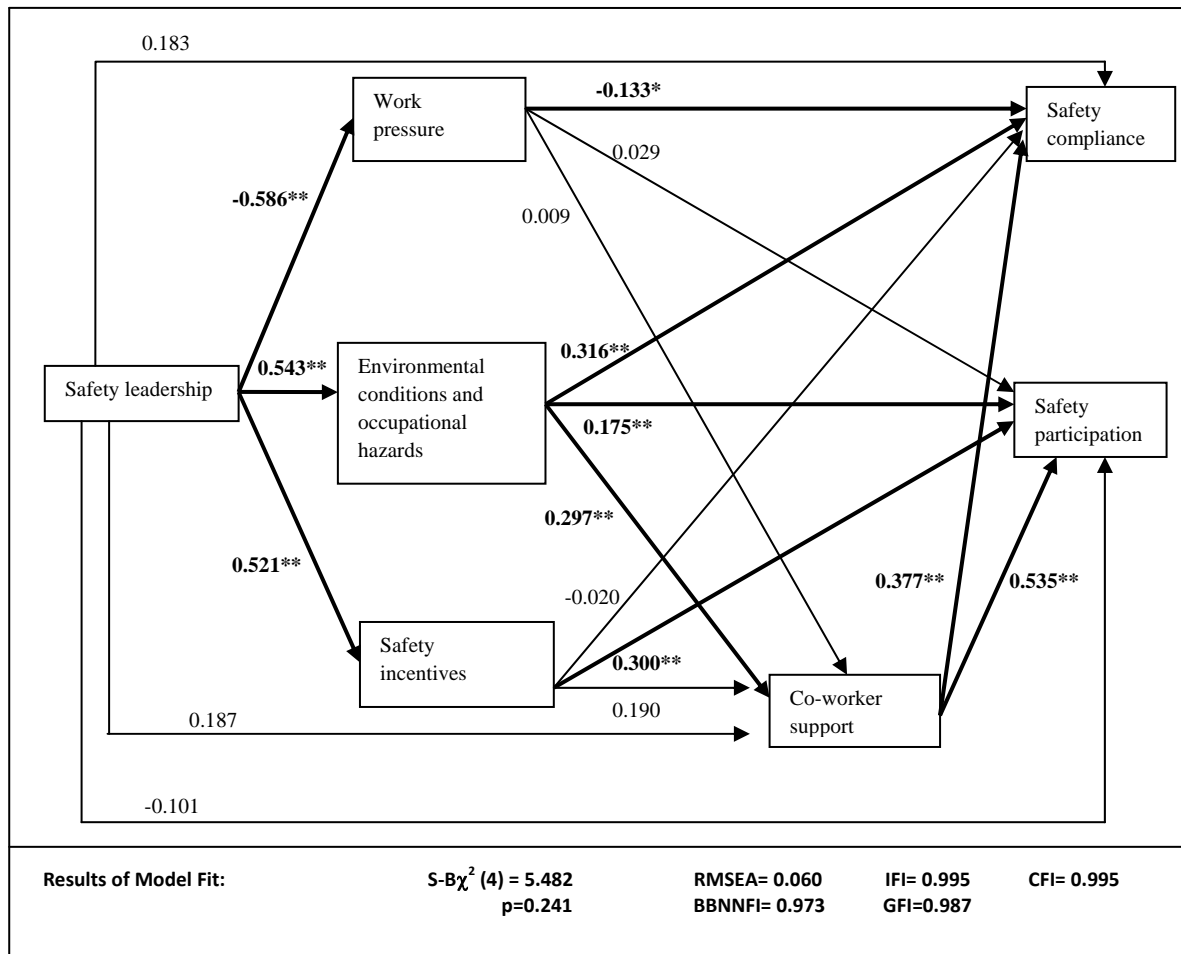 0.183
Work
pressure
-0.133*
Safety
compliance
0.029
-0.586**
0.009
0.316**
0.543**
Environmental
conditions and
occupational
hazards
Safety leadership
0.175**
Safety
participation
0.297**
0.521**
0.377**
0.535**
-0.020
Safety
incentives
0.300**
0.190
Co-worker
support
0.187
-0.101
Results of Model Fit: S-Bχ² (4) = 5.482 RMSEA= 0.060 IFI= 0.995 CFI= 0.995
p=0.241 BBNNFI= 0.973 GFI=0.987